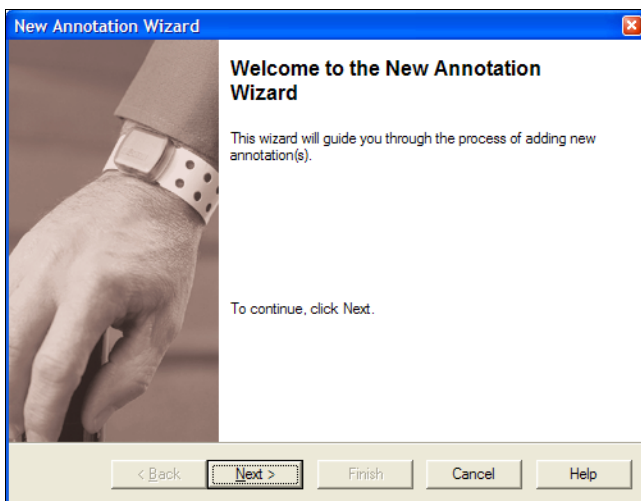 New Annotation Wizard
Welcome to the New Annotation
Wizard
This wizard will guide you through the process of adding new
annotation(s).
To continue, click Next.
< Back
Next >
Finish
Cancel
Help